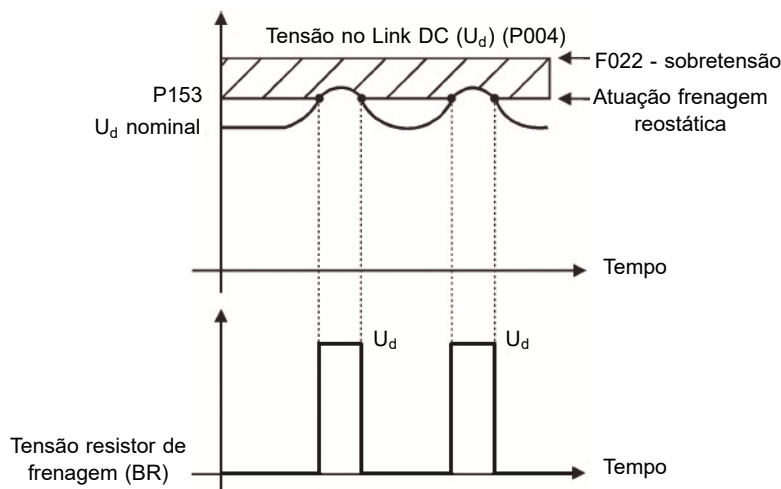 Tensão no Link DC (Ud) (P004)
F022 - sobretensão
P153
Atuação frenagem
reostática
Ud nominal
Tempo
Ud
Ud
Tensão resistor de
frenagem (BR)
Tempo